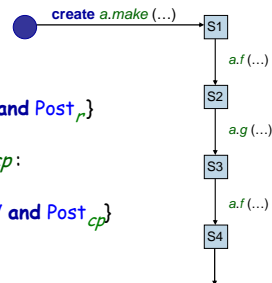 create a.make (…)
S1
a.f (…)
S2
and Post_r}
a.g (…)
cp:
S3
and Post_cp}
a.f (…)
S4